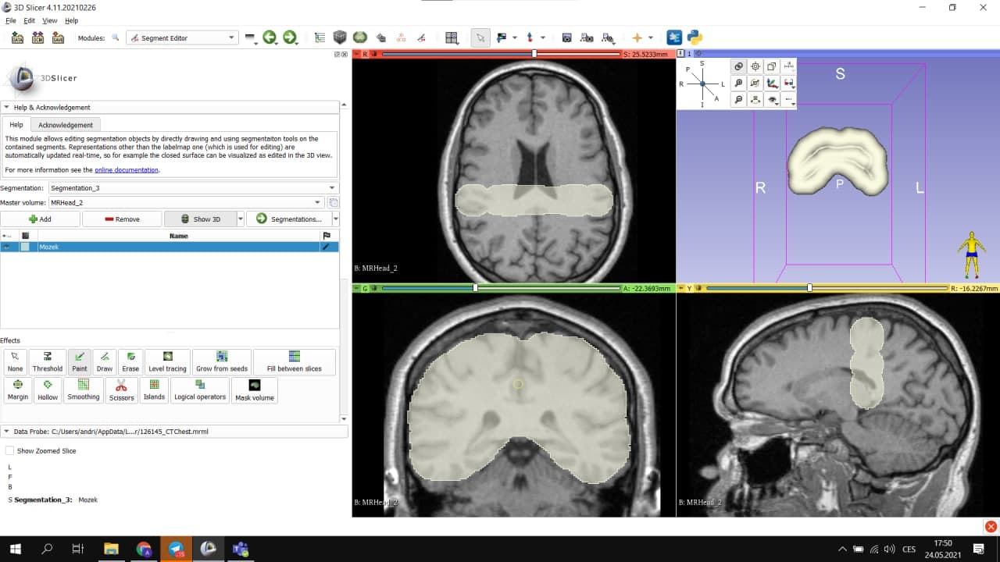 3D Slicer 4.11.20210226
File Edit View Help
DATA DCM SAVE Modules: Segment Editor
3DSlicer
Help & Acknowledgement
Help Acknowledgement
This module allows editing segmentation objects by directly drawing and using segmentaiton tools on the
contained segments. Representations other than the labelmap one (which is used for editing) are
automatically updated real-time, so for example the closed surface can be visualized as edited in the 3D view.
For more information see the online documentation.
Segmentation: Segmentation_3
Master volume: MRHead_2
Add Remove Show 3D Segmentations...
Name
Mozek
Effects
None Threshold Paint Draw Erase Level tracing Grow from seeds Fill between slices
Margin Hollow Smoothing Scissors Islands Logical operators Mask volume
Data Probe: C:/Users/andri/AppData/L...r/126145_CTChest.mrml
Show Zoomed Slice
L
F
B
S Segmentation_3: Mozek
R S: 25.5233mm
B: MRHead_2
1
S
P
R L
A
I
S
R P L
G A: -22.3693mm
B: MRHead_2
Y R: -16.2267mm
B: MRHead_2
15
CES
17:50
24.05.2021